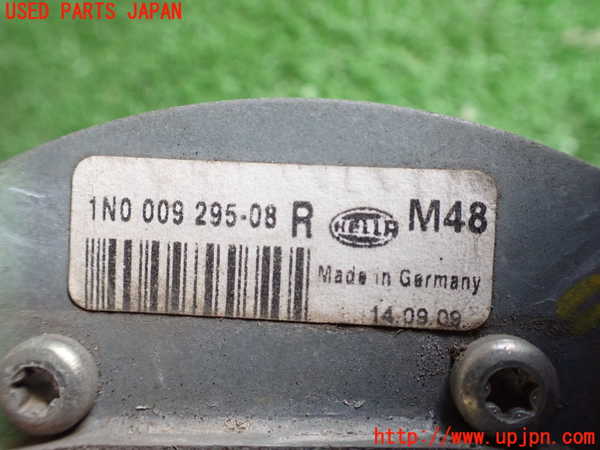 USED PARTS JAPAN
1N0 009 295-08 R HELLA M48
Made in Germany
14.09.09
http://www.upjpn.com